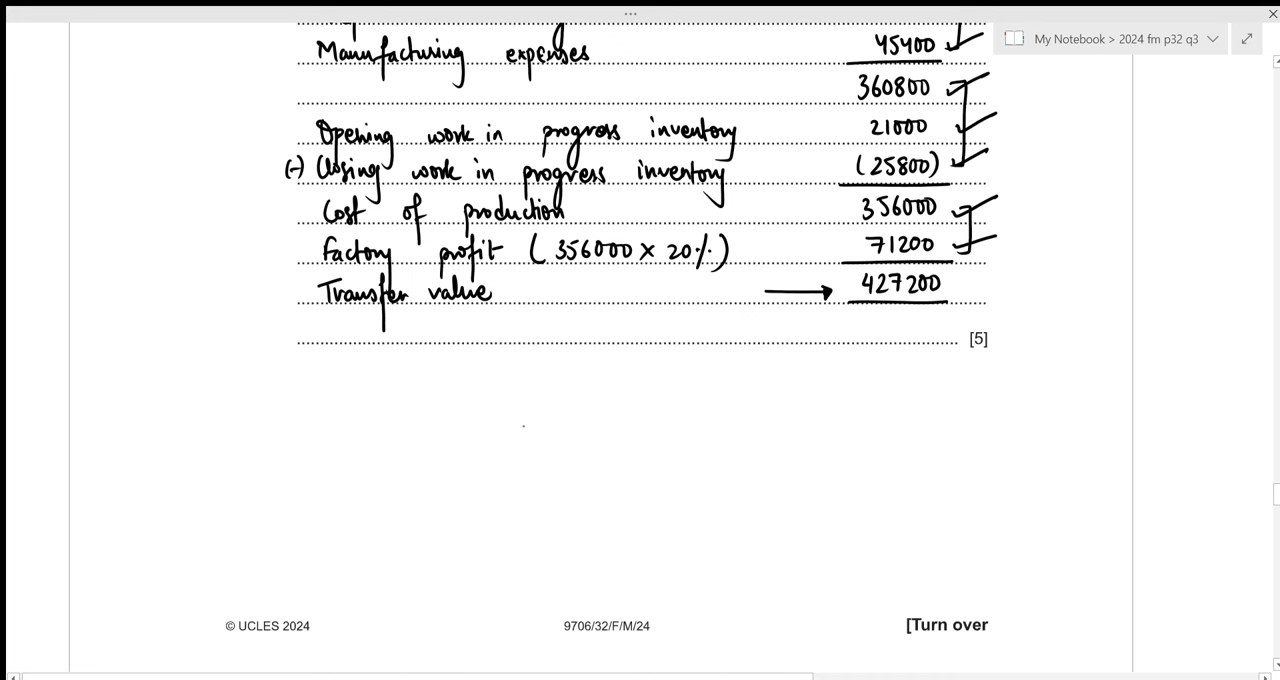 My Notebook > 2024 fm p32 q3
Manufacturing expenses 45400
360800
Opening work in progress inventory 21000
(-) Closing work in progress inventory (25800)
Cost of production 356000
Factory profit (356000 x 20%) 71200
Transfer value 427200
[5]
© UCLES 2024 9706/32/F/M/24 [Turn over